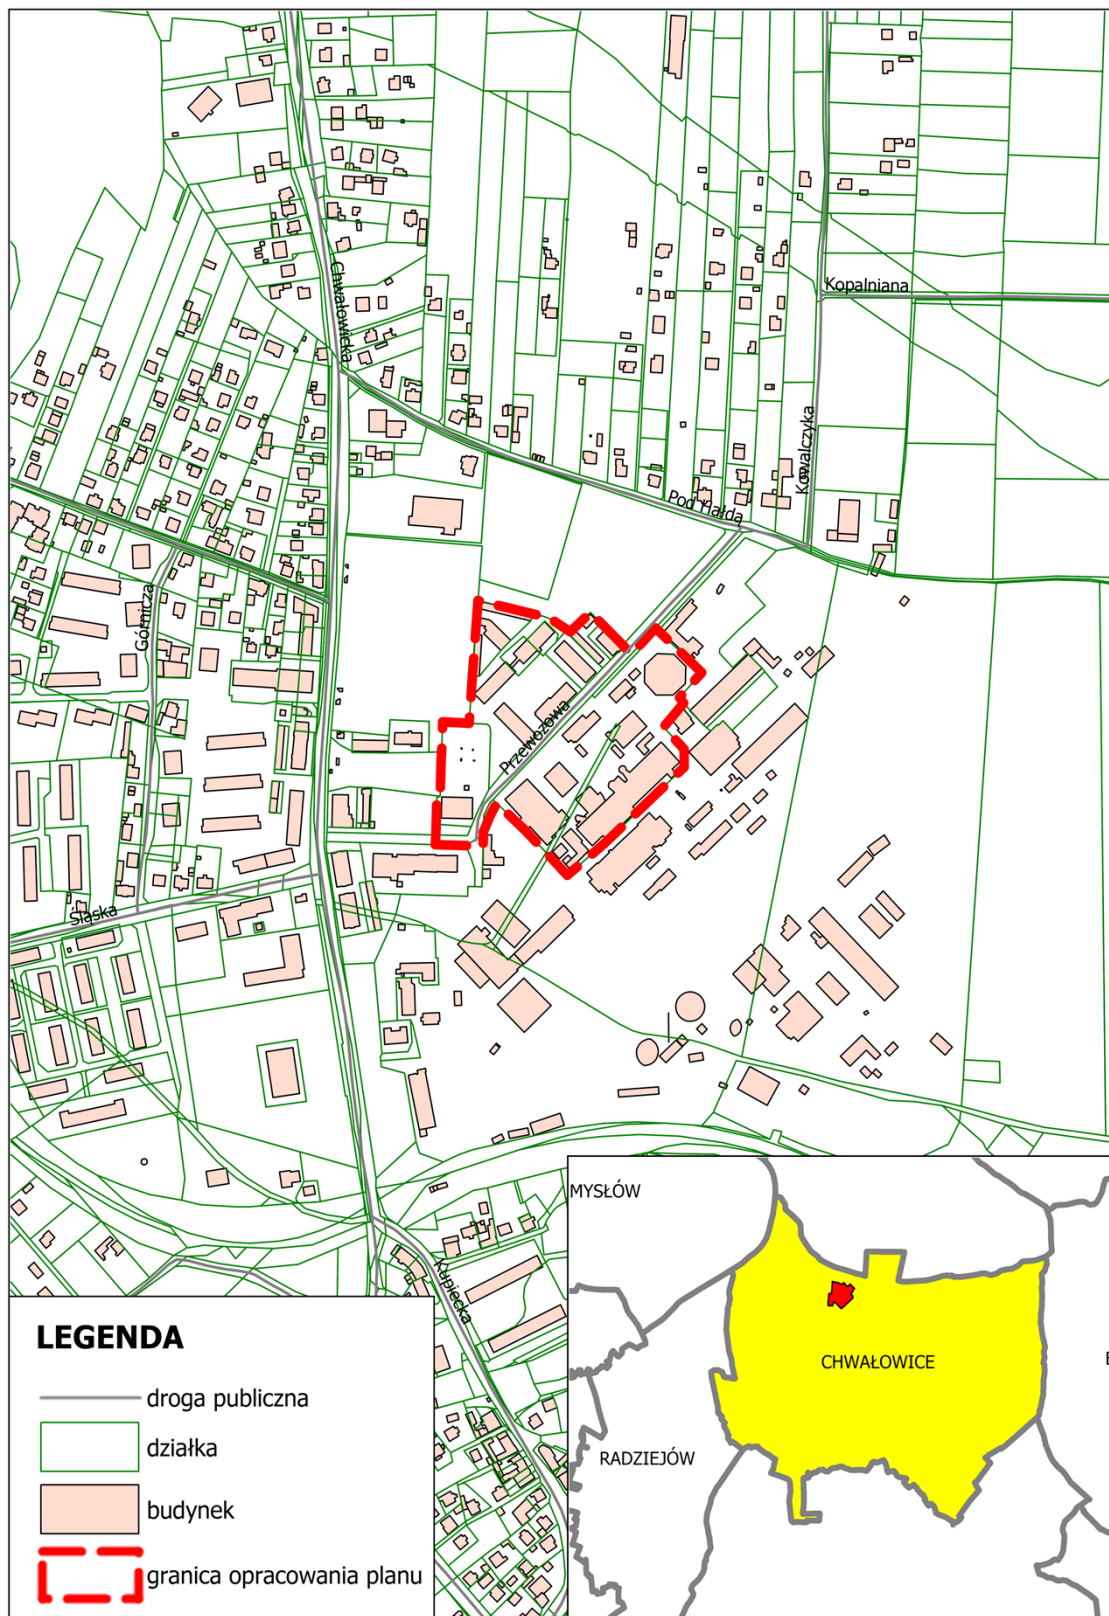 Chwałowicka
Kopalniana
Kowalczyka
Pod Hałdą
Górnicza
Przewozowa
Śląska
Kupiecka
MYSŁÓW
CHWAŁOWICE
RADZIEJÓW
LEGENDA
droga publiczna
działka
budynek
granica opracowania planu